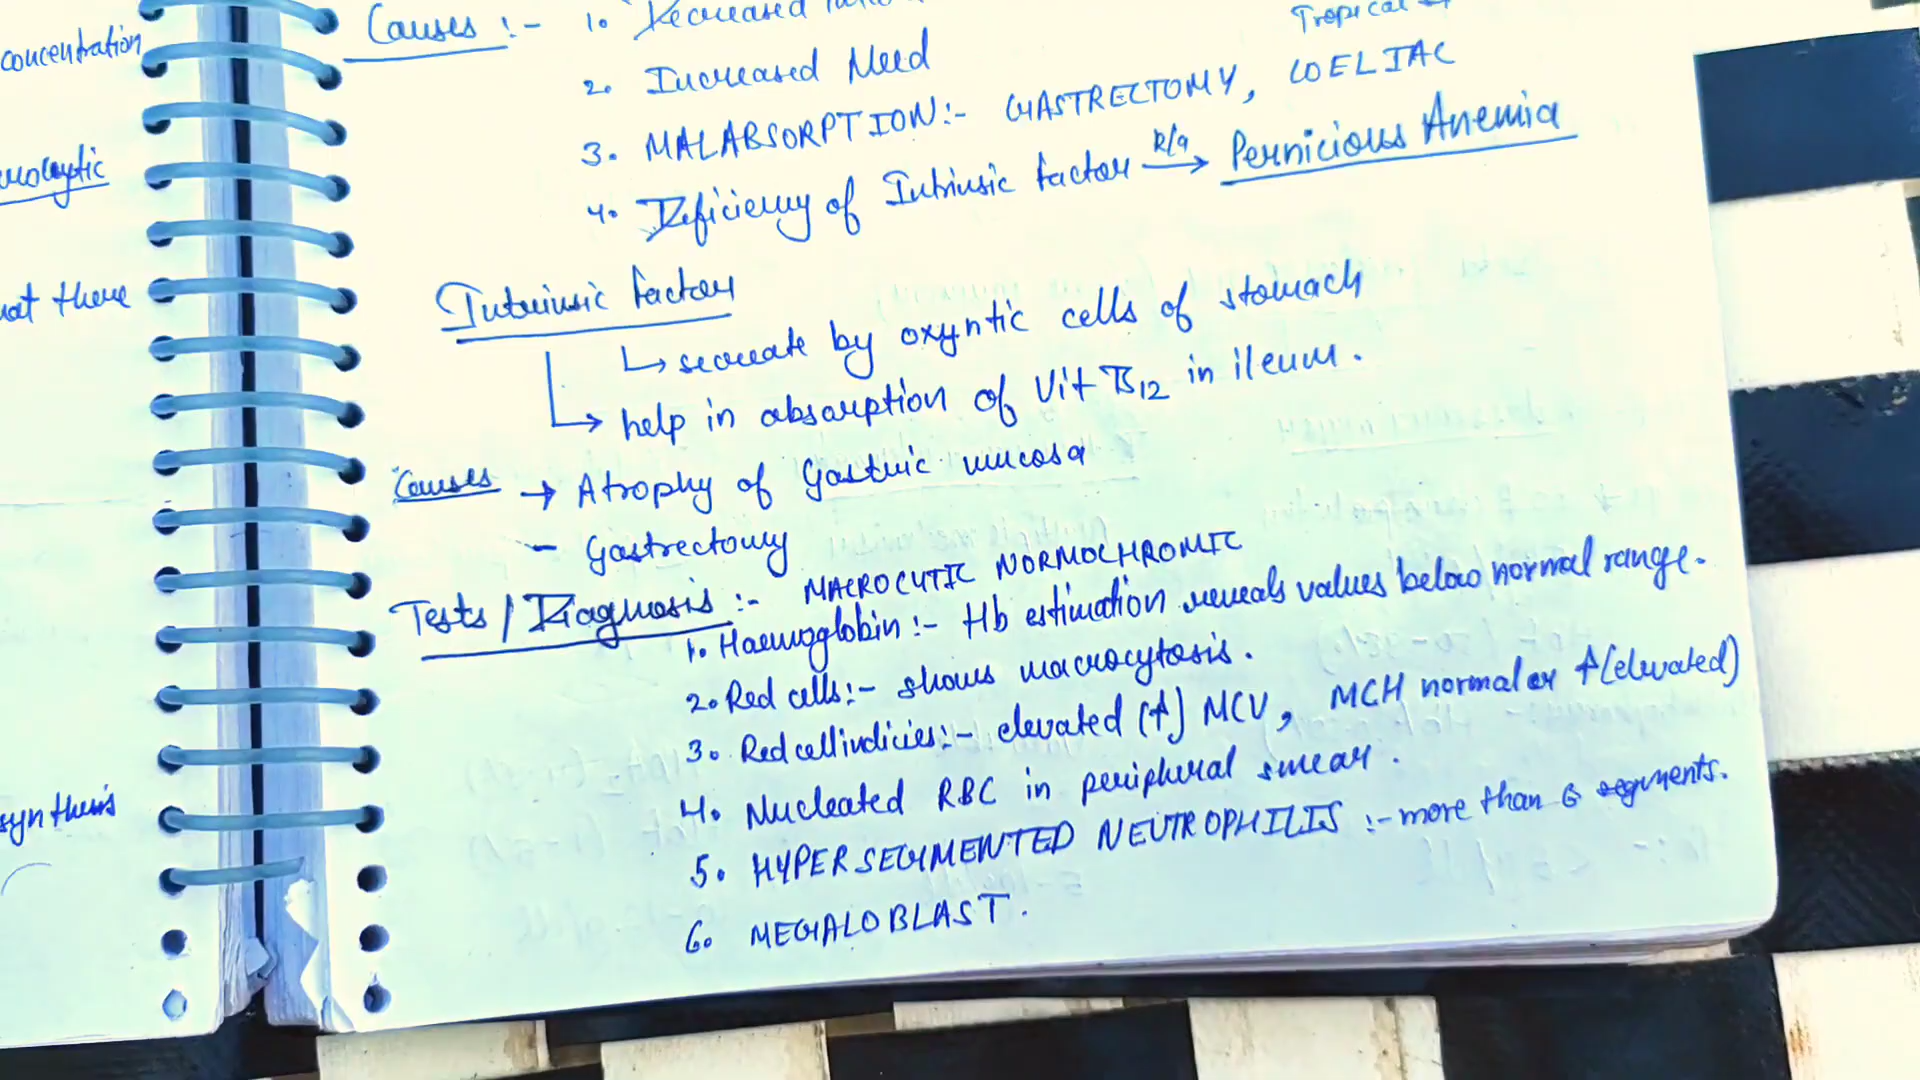 concentration
not there
synthesis
Causes :- 1. Decreased
Tropical
2. Increased Need
3. MALABSORPTION:- GASTRECTOMY, COELIAC
4. Deficiency of Intrinsic factor k/a → Pernicious Anemia
Intrinsic factor
↳ secreate by oxyntic cells of stomach
↳ help in absorption of Vit B12 in ileum.
Causes → Atrophy of Gastric mucosa
- Gastrectomy
Tests / Diagnosis :- MACROCYTIC NORMOCHROMIC
1. Haemoglobin :- Hb estimation reveals values below normal range.
2. Red cells:- shows macrocytosis.
3. Red cell indicies:- elevated (↑) MCV, MCH normal or ↑(elevated)
4. Nucleated RBC in peripheral smear.
5. HYPERSEGMENTED NEUTROPHILIS :- more than 6 segments.
6. MEGALOBLAST.